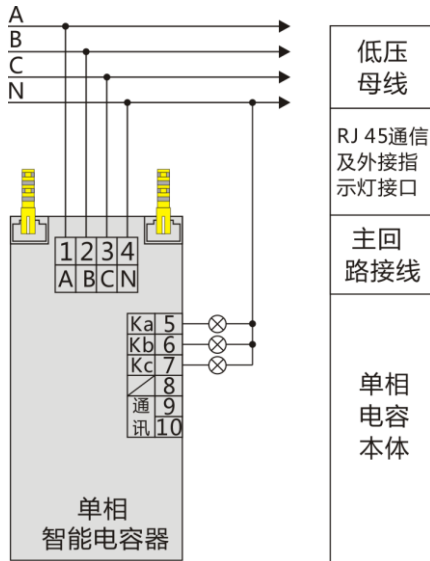 A
B
C
N
1 2 3 4
A B C N
Ka 5
Kb 6
Kc 7
8
通 9
讯 10
单相
智能电容器
低压
母线
RJ 45通信
及外接指
示灯接口
主回
路接线
单相
电容
本体